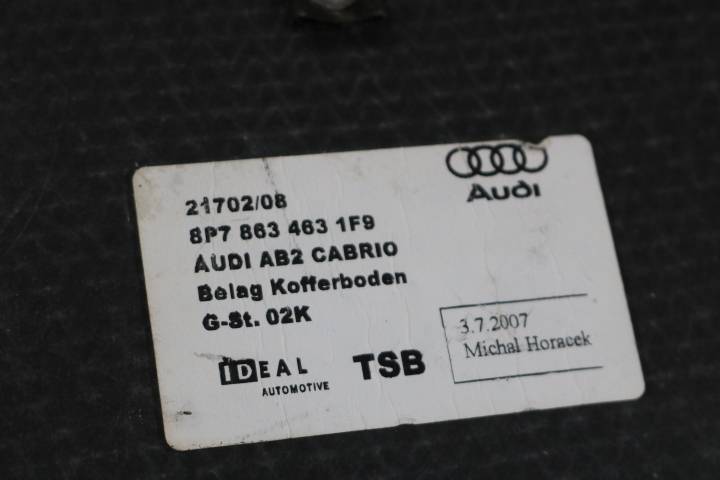 Audi
21702/08
8P7 863 463 1F9
AUDI AB2 CABRIO
Belag Kofferboden
G-St. 02K
iDEAL
AUTOMOTIVE
TSB
3.7.2007
Michal Horacek